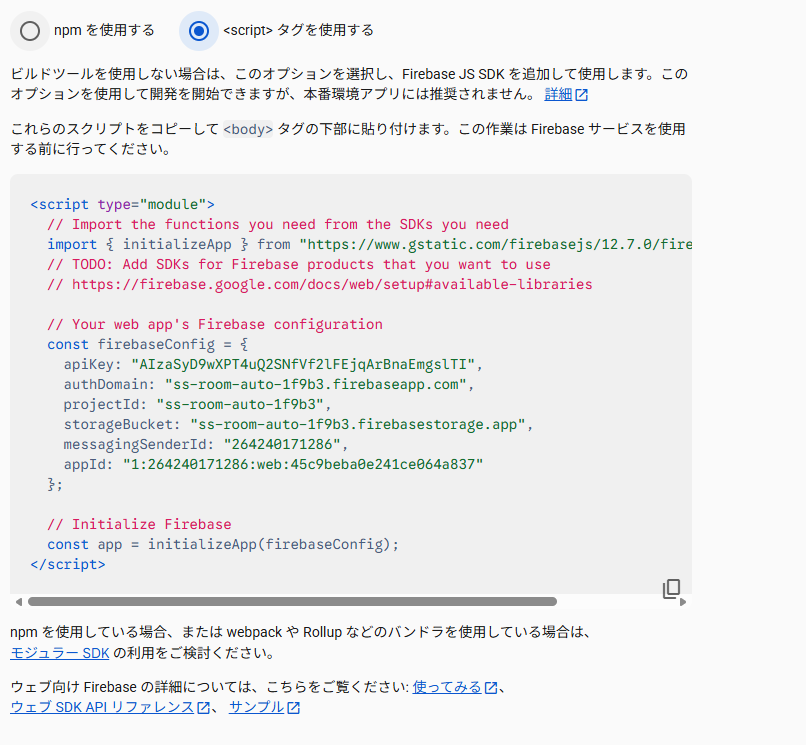 npm を使用する <script> タグを使用する
ビルドツールを使用しない場合は、このオプションを選択し、Firebase JS SDK を追加して使用します。この
オプションを使用して開発を開始できますが、本番環境アプリには推奨されません。 詳細
これらのスクリプトをコピーして <body> タグの下部に貼り付けます。この作業は Firebase サービスを使用
する前に行ってください。
<script type="module">
// Import the functions you need from the SDKs you need
import { initializeApp } from "https://www.gstatic.com/firebasejs/12.7.0/fire
// TODO: Add SDKs for Firebase products that you want to use
// https://firebase.google.com/docs/web/setup#available-libraries
// Your web app's Firebase configuration
const firebaseConfig = {
apiKey: "AIzaSyD9wXPT4uQ2SNfVf2lFEjqArBnaEmgslTI",
authDomain: "ss-room-auto-1f9b3.firebaseapp.com",
projectId: "ss-room-auto-1f9b3",
storageBucket: "ss-room-auto-1f9b3.firebasestorage.app",
messagingSenderId: "264240171286",
appId: "1:264240171286:web:45c9beba0e241ce064a837"
};
// Initialize Firebase
const app = initializeApp(firebaseConfig);
</script>
npm を使用している場合、または webpack や Rollup などのバンドラを使用している場合は、
モジュラー SDK の利用をご検討ください。
ウェブ向け Firebase の詳細については、こちらをご覧ください: 使ってみる、
ウェブ SDK API リファレンス、 サンプル